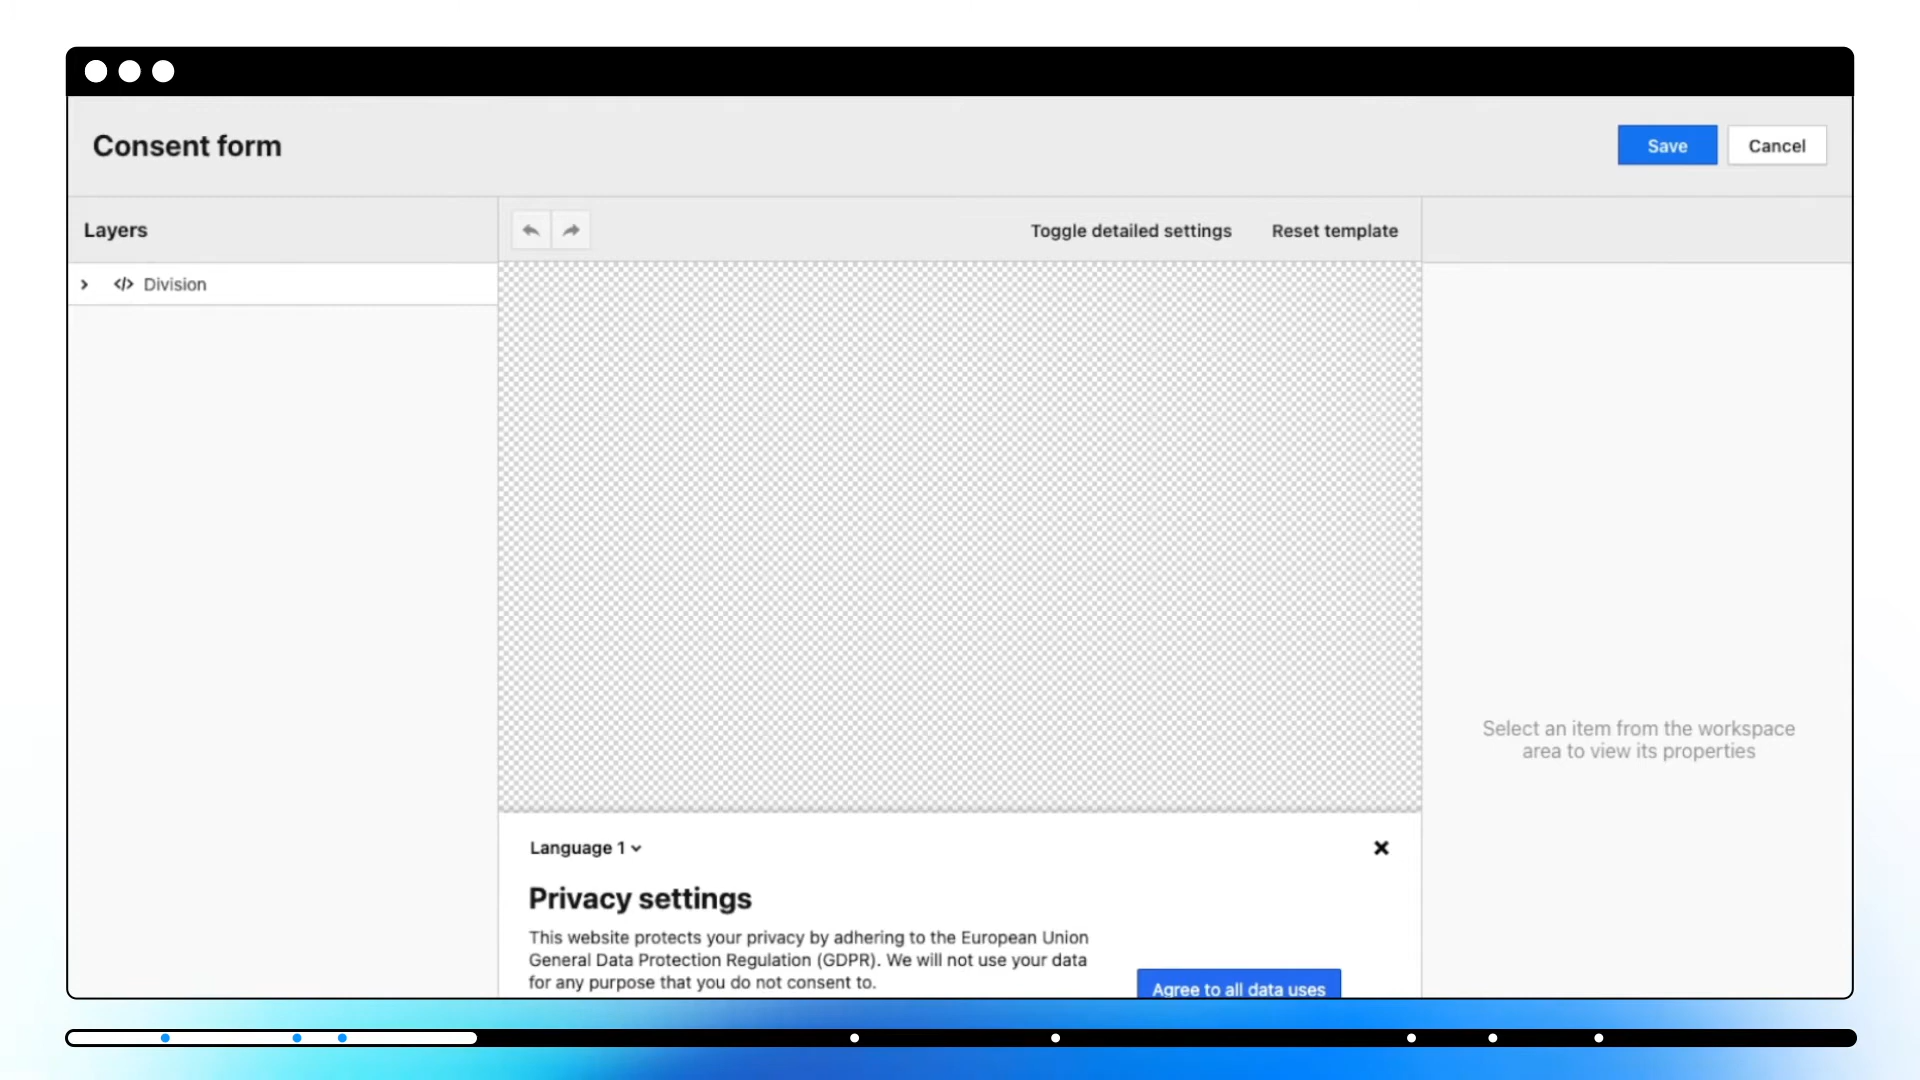 Consent form
Save
Cancel
Layers
Toggle detailed settings
Reset template
</> Division
Select an item from the workspace
area to view its properties
Language 1
Privacy settings
This website protects your privacy by adhering to the European Union
General Data Protection Regulation (GDPR). We will not use your data
for any purpose that you do not consent to.
Agree to all data uses